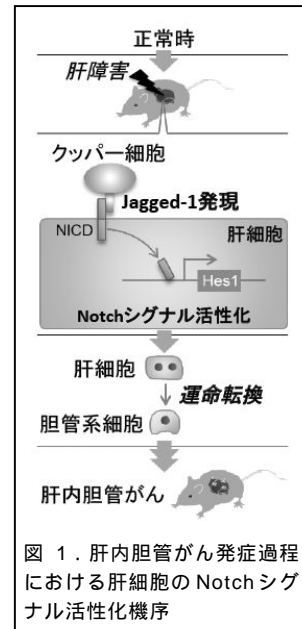 正常時
肝障害
クッパー細胞
Jagged-1発現
NICD
肝細胞
Hes1
Notchシグナル活性化
肝細胞
運命転換
胆管系細胞
肝内胆管がん
図 1．肝内胆管がん発症過程
における肝細胞の Notch シグ
ナル活性化機序